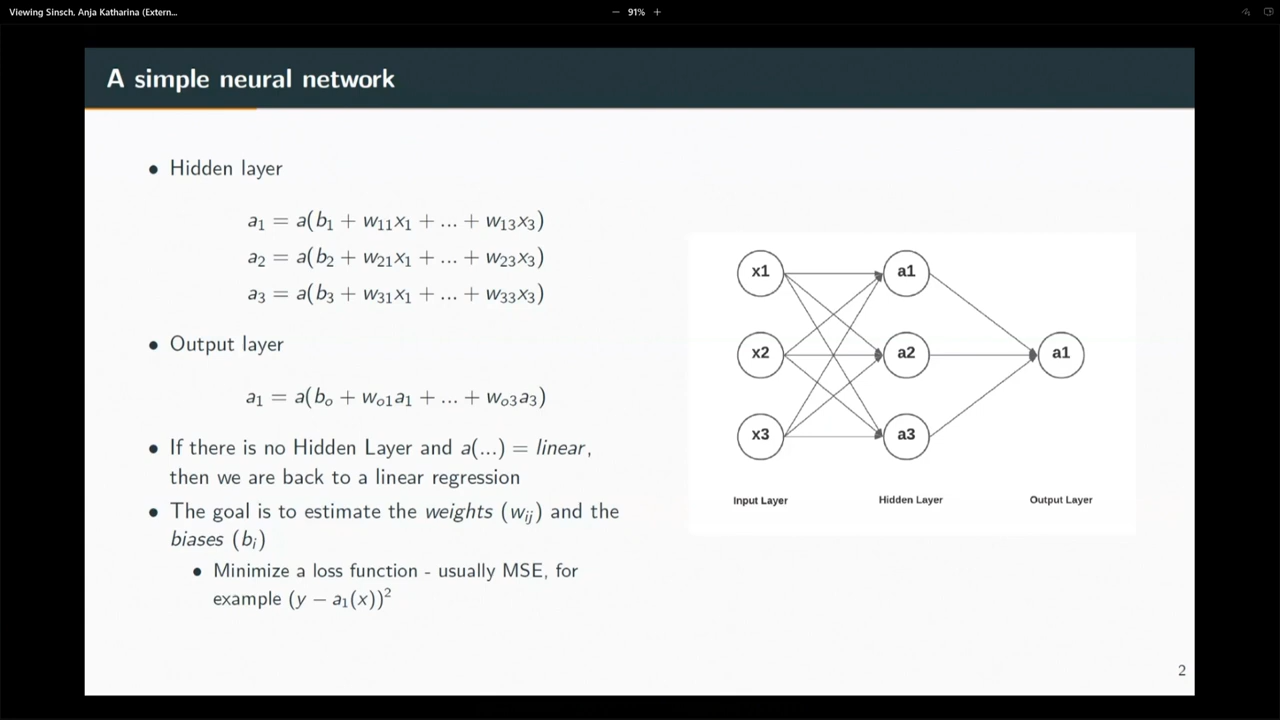 Viewing Sinsch, Anja Katharina (Extern...
− 91% +
A simple neural network
• Hidden layer
a₁ = a(b₁ + w₁₁x₁ + ... + w₁₃x₃)
a₂ = a(b₂ + w₂₁x₁ + ... + w₂₃x₃)
a₃ = a(b₃ + w₃₁x₁ + ... + w₃₃x₃)
• Output layer
a₁ = a(bₒ + wₒ₁a₁ + ... + wₒ₃a₃)
• If there is no Hidden Layer and a(...) = linear,
then we are back to a linear regression
• The goal is to estimate the weights (wᵢⱼ) and the
biases (bᵢ)
• Minimize a loss function - usually MSE, for
example (y − a₁(x))²
x1 a1
x2 a2 a1
x3 a3
Input Layer Hidden Layer Output Layer
2